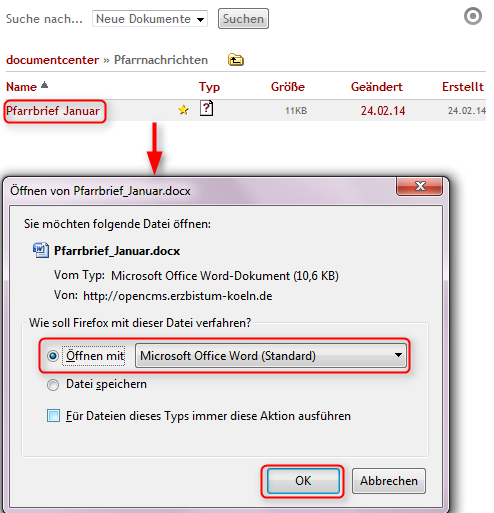 Suche nach... Neue Dokumente Suchen
documentcenter » Pfarrnachrichten
Name Typ Größe Geändert Erstellt
Pfarrbrief Januar ? 11KB 24.02.14 24.02.14
Öffnen von Pfarrbrief_Januar.docx
Sie möchten folgende Datei öffnen:
Pfarrbrief_Januar.docx
Vom Typ: Microsoft Office Word-Dokument (10,6 KB)
Von: http://opencms.erzbistum-koeln.de
Wie soll Firefox mit dieser Datei verfahren?
Öffnen mit Microsoft Office Word (Standard)
Datei speichern
Für Dateien dieses Typs immer diese Aktion ausführen
OK Abbrechen